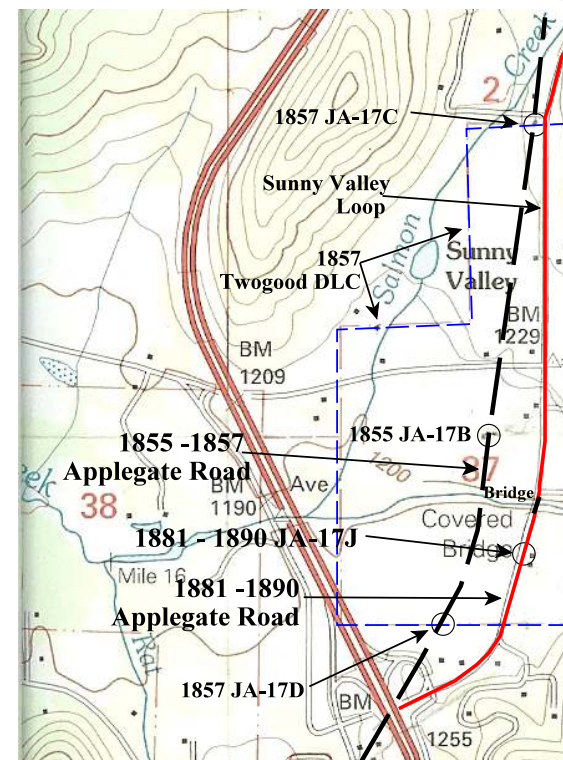 Creek
2
1857 JA-17C
Sunny Valley
Loop
Salmon
1857
Twogood DLC
Sunny
Valley
BM
1229
BM
1209
1855 JA-17B
1855 -1857
Applegate Road
1200
37
Bridge
Ave
BM
1190
38
Covered
Bridge
1881 - 1890 JA-17J
Mile 16
1881 -1890
Applegate Road
Rat
1857 JA-17D
BM
1255